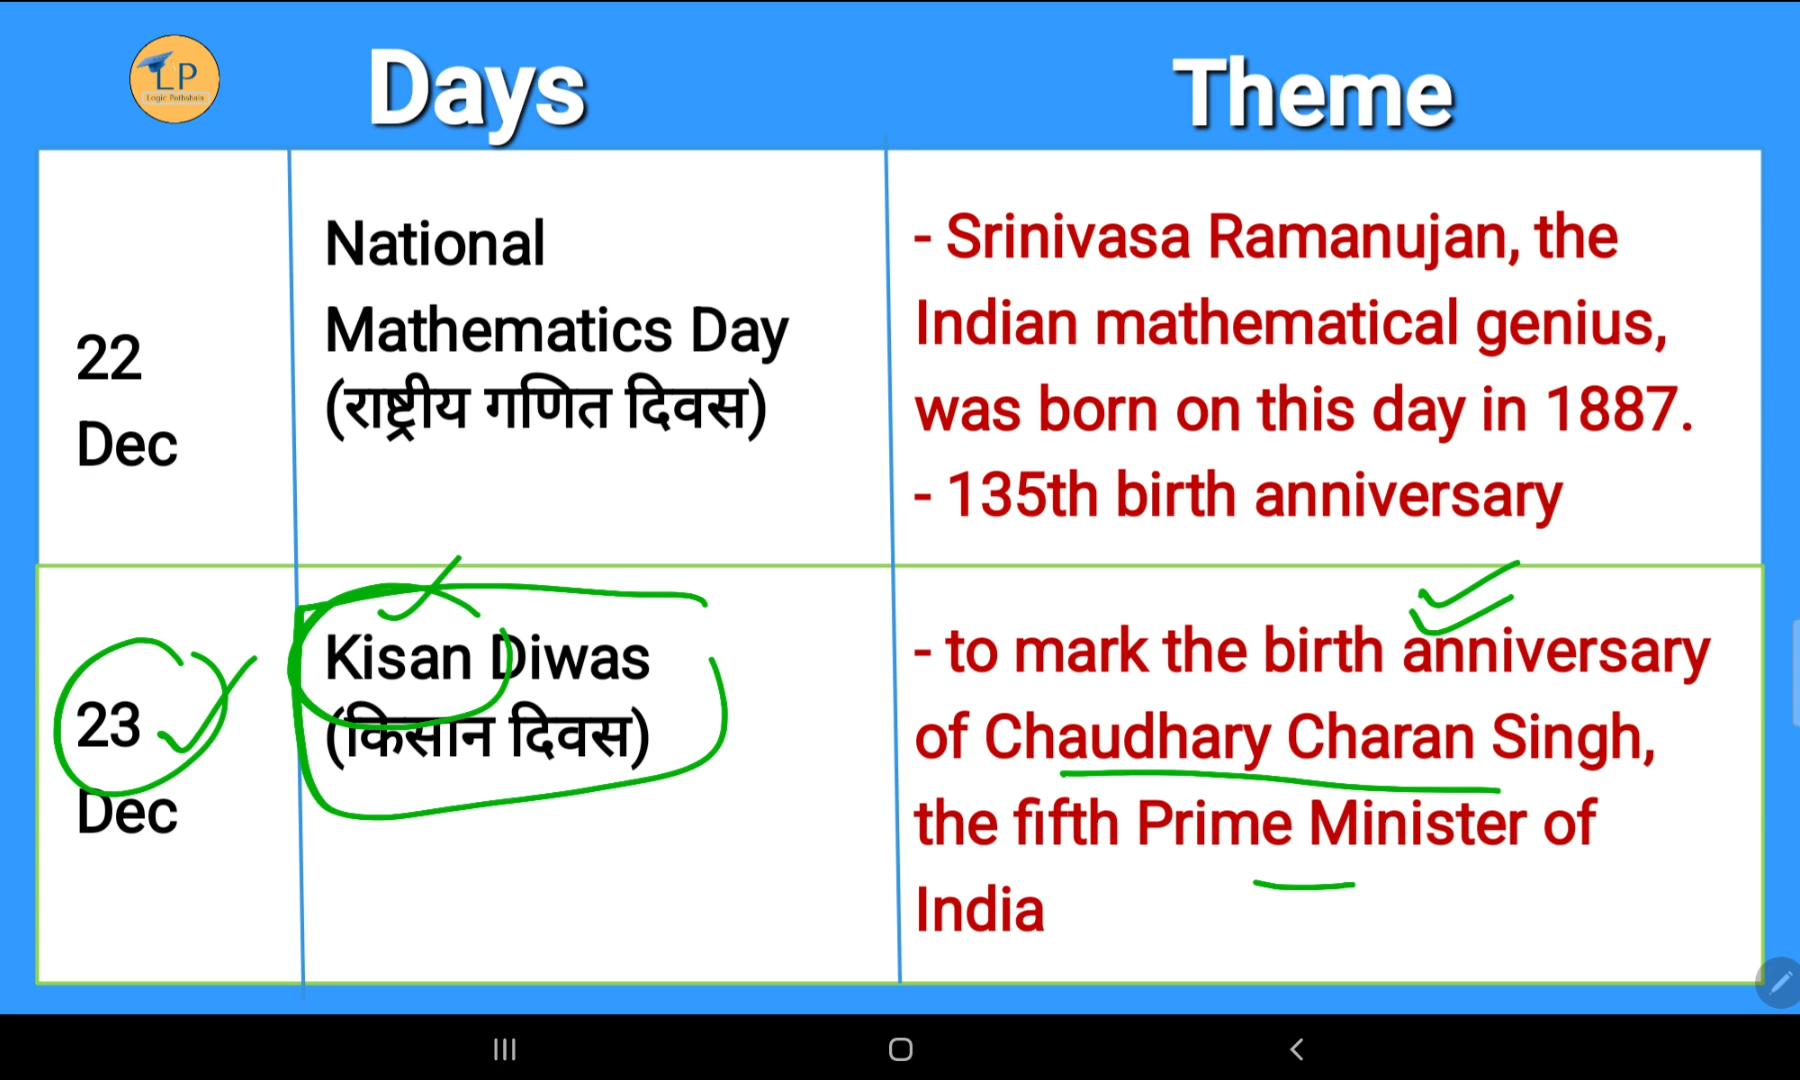 LP
Logic Pathshala
Days
Theme
22
Dec
National
Mathematics Day
(राष्ट्रीय गणित दिवस)
- Srinivasa Ramanujan, the
Indian mathematical genius,
was born on this day in 1887.
- 135th birth anniversary
23
Dec
Kisan Diwas
(किसान दिवस)
- to mark the birth anniversary
of Chaudhary Charan Singh,
the fifth Prime Minister of
India